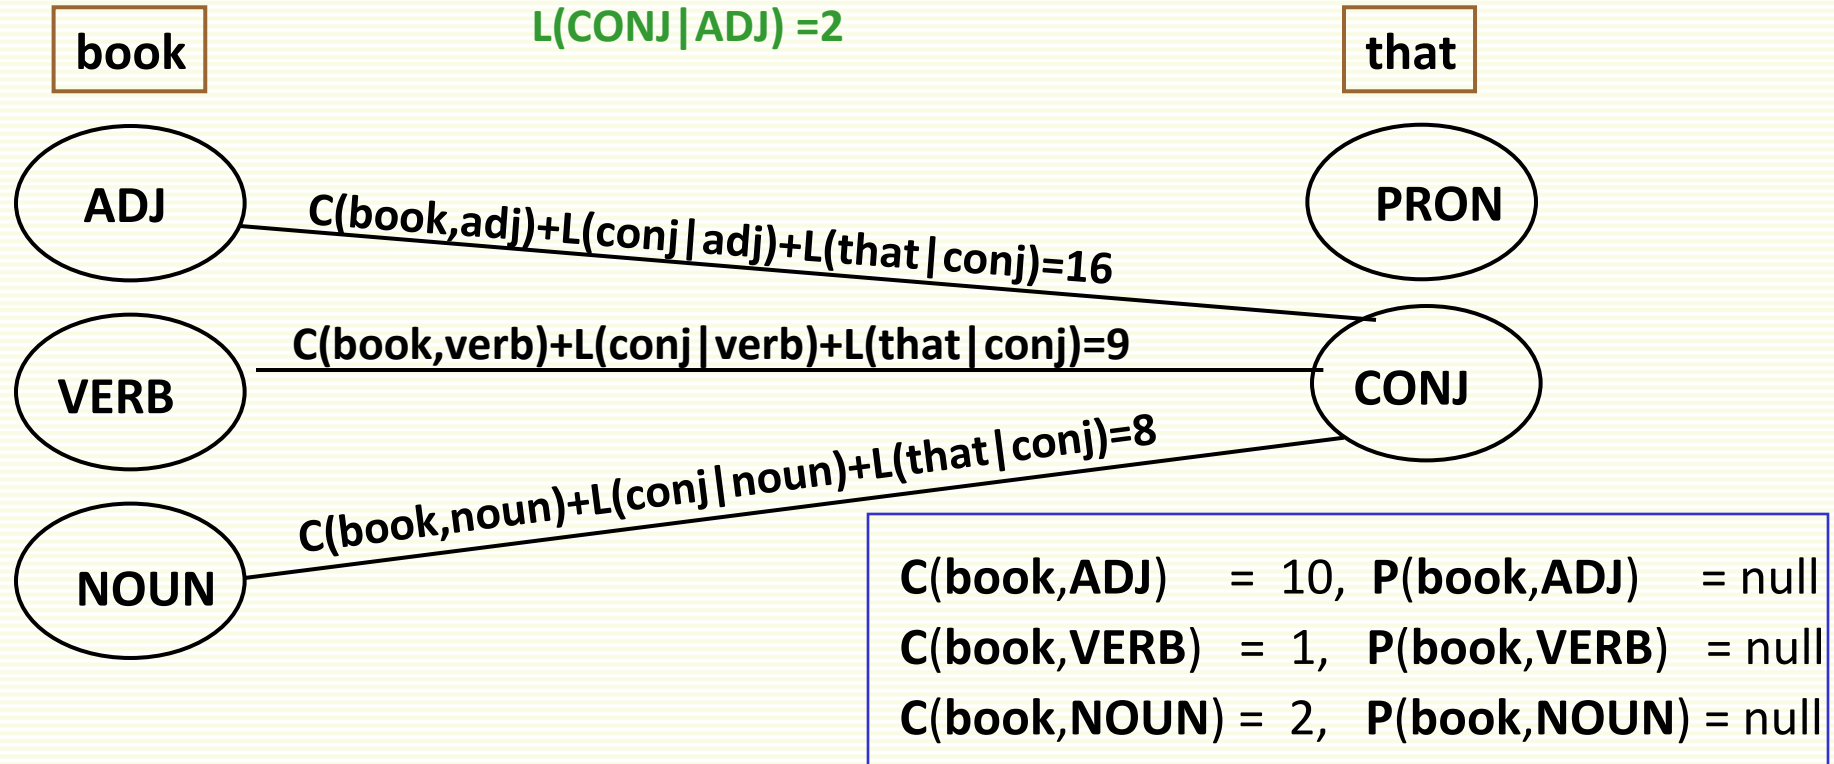 book
L(CONJ|ADJ) =2
that
ADJ
PRON
C(book,adj)+L(conj|adj)+L(that|conj)=16
C(book,verb)+L(conj|verb)+L(that|conj)=9
VERB
CONJ
C(book,noun)+L(conj|noun)+L(that|conj)=8
NOUN
C(book,ADJ) = 10, P(book,ADJ) = null
C(book,VERB) = 1, P(book,VERB) = null
C(book,NOUN) = 2, P(book,NOUN) = null